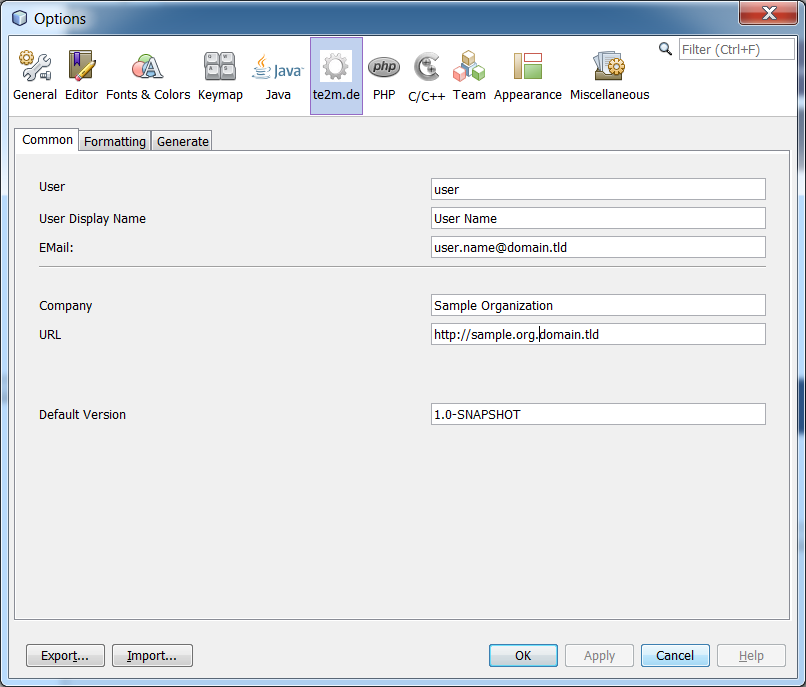 Options
Filter (Ctrl+F)
General Editor Fonts & Colors Keymap Java te2m.de PHP C/C++ Team Appearance Miscellaneous
Java
php
Common Formatting Generate
User user
User Display Name User Name
EMail: user.name@domain.tld
Company Sample Organization
URL http://sample.org.domain.tld
Default Version 1.0-SNAPSHOT
Export... Import... OK Apply Cancel Help